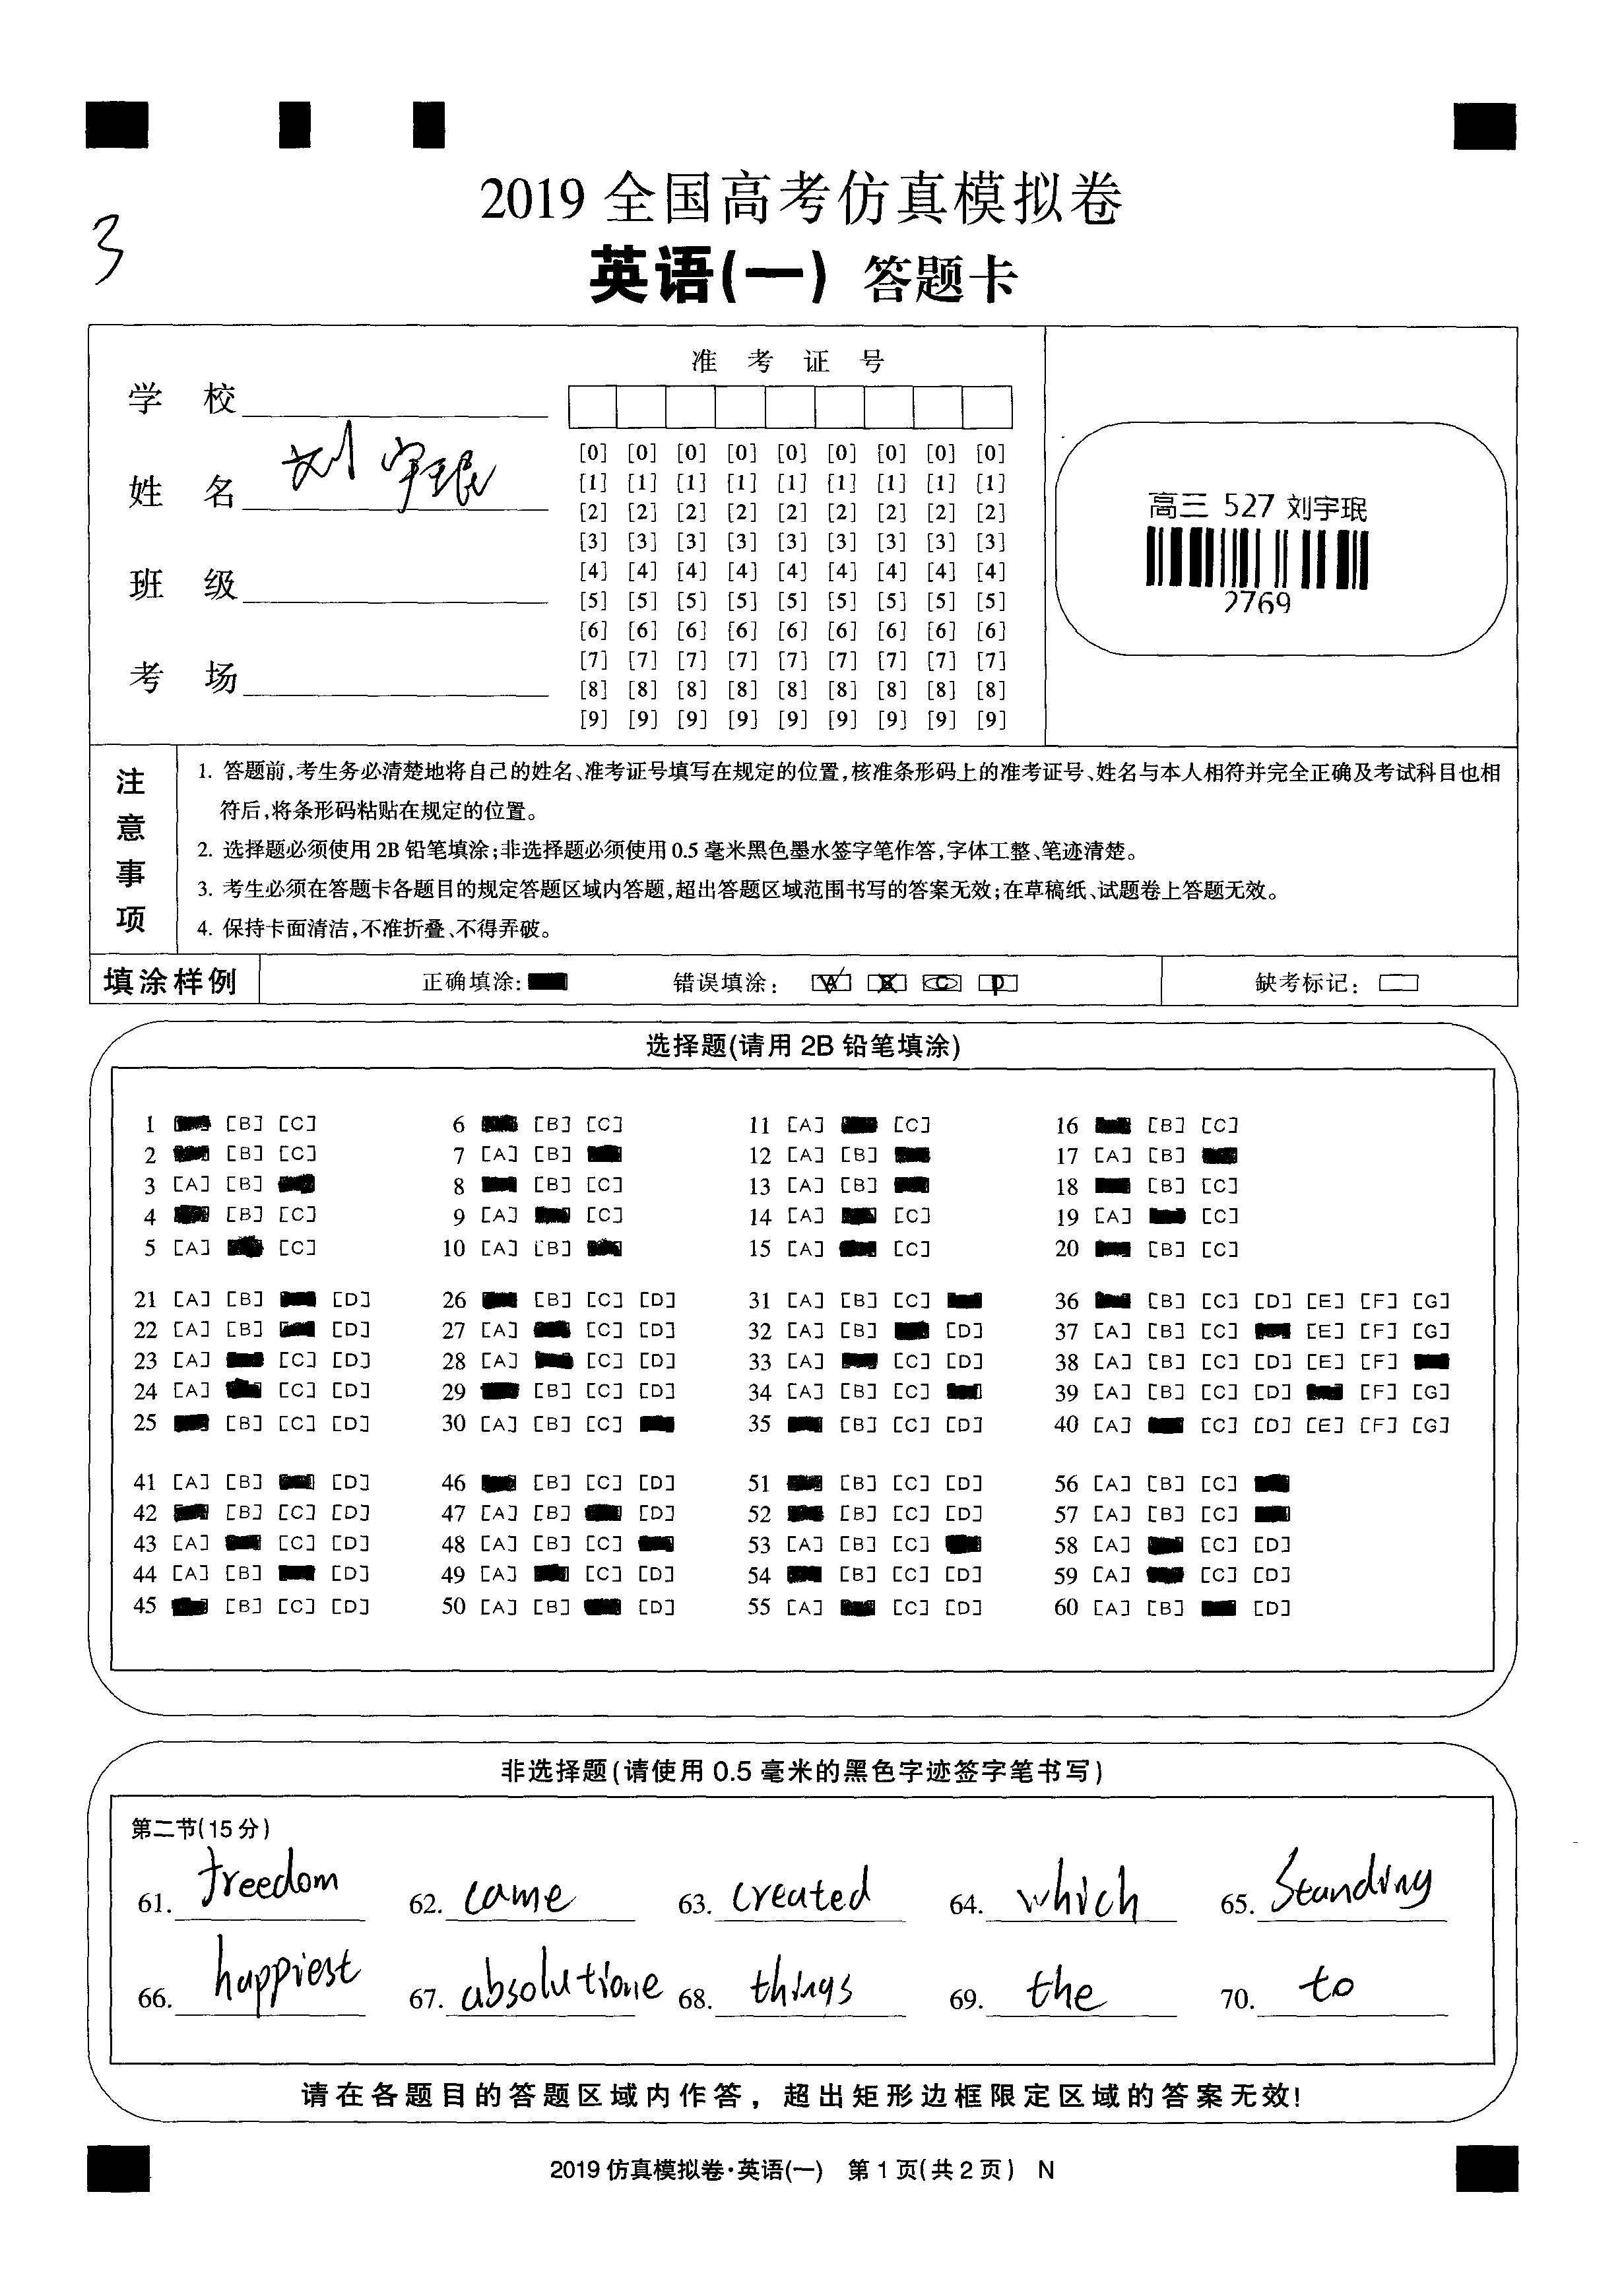 2019 全国高考仿真模拟卷
3
英语(一) 答题卡
准 考 证 号
学 校
姓 名 刘宇珉
班 级
考 场
[0] [0] [0] [0] [0] [0] [0] [0] [0]
[1] [1] [1] [1] [1] [1] [1] [1] [1]
[2] [2] [2] [2] [2] [2] [2] [2] [2]
[3] [3] [3] [3] [3] [3] [3] [3] [3]
[4] [4] [4] [4] [4] [4] [4] [4] [4]
[5] [5] [5] [5] [5] [5] [5] [5] [5]
[6] [6] [6] [6] [6] [6] [6] [6] [6]
[7] [7] [7] [7] [7] [7] [7] [7] [7]
[8] [8] [8] [8] [8] [8] [8] [8] [8]
[9] [9] [9] [9] [9] [9] [9] [9] [9]
高三 527 刘宇珉
2769
注意事项
1. 答题前,考生务必清楚地将自己的姓名、准考证号填写在规定的位置,核准条形码上的准考证号、姓名与本人相符并完全正确及考试科目也相
符后,将条形码粘贴在规定的位置。
2. 选择题必须使用 2B 铅笔填涂;非选择题必须使用 0.5 毫米黑色墨水签字笔作答,字体工整、笔迹清楚。
3. 考生必须在答题卡各题目的规定答题区域内答题,超出答题区域范围书写的答案无效;在草稿纸、试题卷上答题无效。
4. 保持卡面清洁,不准折叠、不得弄破。
填涂样例 正确填涂: 错误填涂: [A] [B] [C] [D] 缺考标记:
选择题(请用 2B 铅笔填涂)
1 [B] [C] 6 [B] [C] 11 [A] [C] 16 [B] [C]
2 [B] [C] 7 [A] [B] 12 [A] [B] 17 [A] [B]
3 [A] [B] 8 [B] [C] 13 [A] [B] 18 [B] [C]
4 [B] [C] 9 [A] [C] 14 [A] [C] 19 [A] [C]
5 [A] [C] 10 [A] [B] 15 [A] [C] 20 [B] [C]
21 [A] [B] [D] 26 [B] [C] [D] 31 [A] [B] [C] 36 [B] [C] [D] [E] [F] [G]
22 [A] [B] [D] 27 [A] [C] [D] 32 [A] [B] [D] 37 [A] [B] [C] [E] [F] [G]
23 [A] [C] [D] 28 [A] [C] [D] 33 [A] [C] [D] 38 [A] [B] [C] [D] [E] [F]
24 [A] [C] [D] 29 [B] [C] [D] 34 [A] [B] [C] 39 [A] [B] [C] [D] [F] [G]
25 [B] [C] [D] 30 [A] [B] [C] 35 [B] [C] [D] 40 [A] [C] [D] [E] [F] [G]
41 [A] [B] [D] 46 [B] [C] [D] 51 [B] [C] [D] 56 [A] [B] [C]
42 [B] [C] [D] 47 [A] [B] [D] 52 [B] [C] [D] 57 [A] [B] [C]
43 [A] [C] [D] 48 [A] [B] [C] 53 [A] [B] [C] 58 [A] [C] [D]
44 [A] [B] [D] 49 [A] [C] [D] 54 [B] [C] [D] 59 [A] [C] [D]
45 [B] [C] [D] 50 [A] [B] [D] 55 [A] [C] [D] 60 [A] [B] [D]
非选择题(请使用 0.5 毫米的黑色字迹签字笔书写)
第二节(15 分)
61. freedom 62. came 63. created 64. which 65. Standing
66. happiest 67. absolutione 68. things 69. the 70. to
请在各题目的答题区域内作答，超出矩形边框限定区域的答案无效!
2019 仿真模拟卷·英语(一) 第 1 页(共 2 页) N